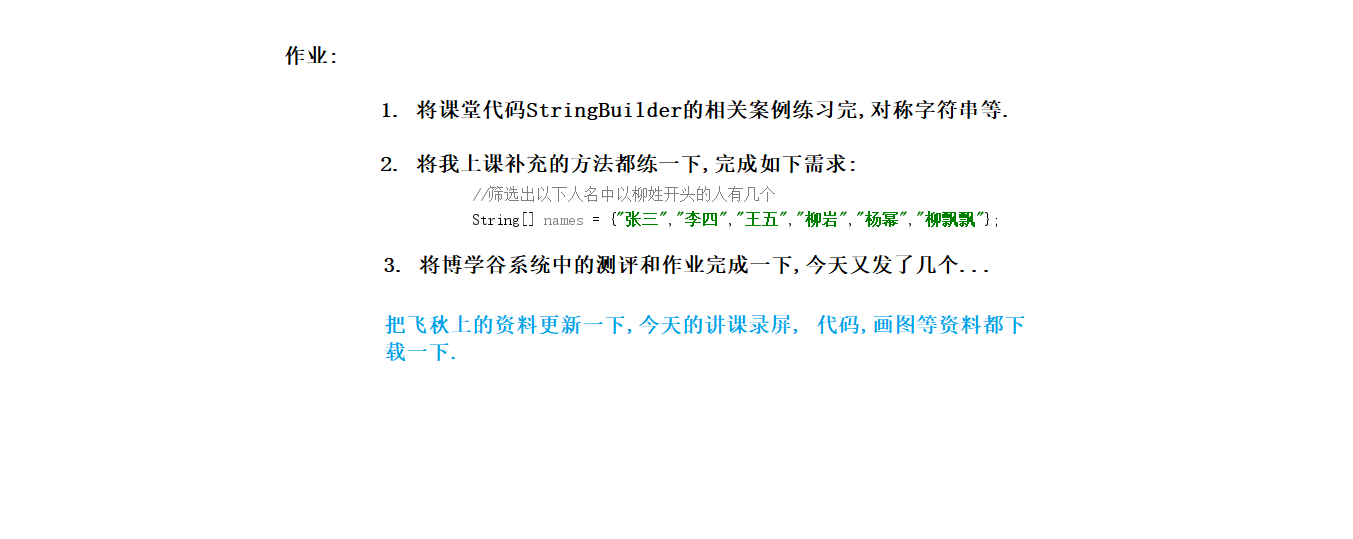 作业:
1. 将课堂代码StringBuilder的相关案例练习完,对称字符串等.
2. 将我上课补充的方法都练一下,完成如下需求:
//筛选出以下人名中以柳姓开头的人有几个
String[] names = {"张三","李四","王五","柳岩","杨幂","柳飘飘"};
3. 将博学谷系统中的测评和作业完成一下,今天又发了几个...
把飞秋上的资料更新一下,今天的讲课录屏, 代码,画图等资料都下
载一下.